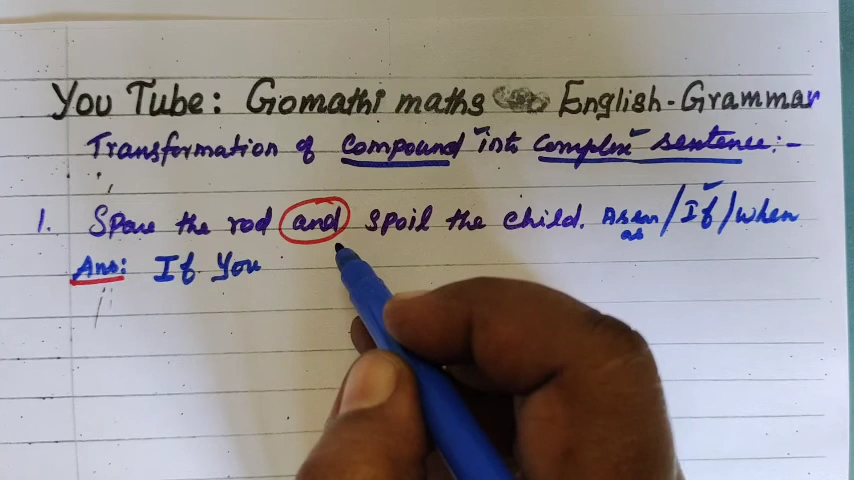 You Tube: Gomathi maths English-Grammar
Transformation of Compound into Complex sentence:-
1. Spare the rod and spoil the child. As soon as / If / when
Ans: If You